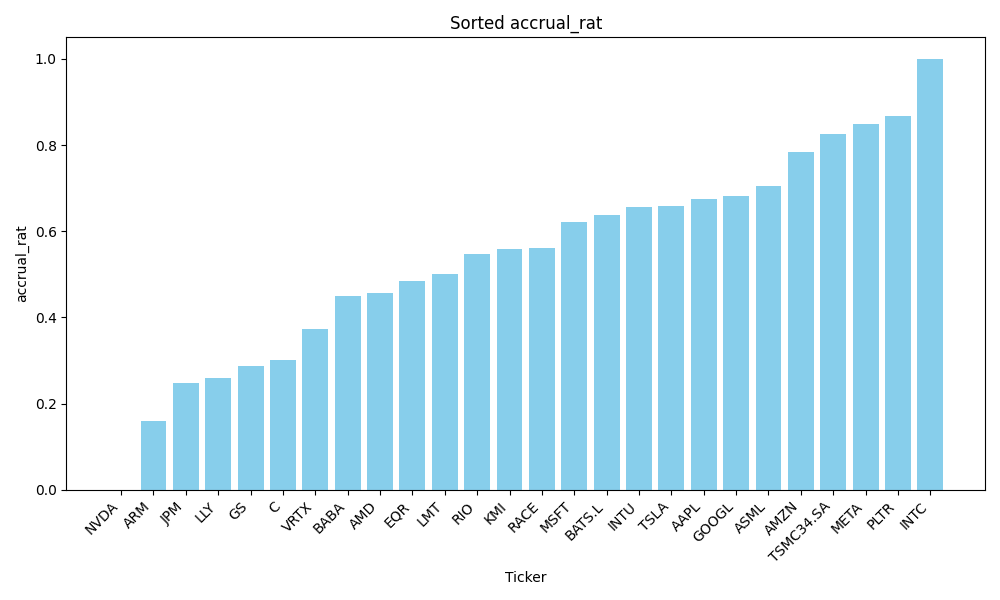 Sorted accrual_rat
accrual_rat
1.0
0.8
0.6
0.4
0.2
0.0
NVDA
ARM
JPM
LLY
GS
C
VRTX
BABA
AMD
EQR
LMT
RIO
KMI
RACE
MSFT
BATS.L
INTU
TSLA
AAPL
GOOGL
ASML
AMZN
TSMC34.SA
META
PLTR
INTC
Ticker